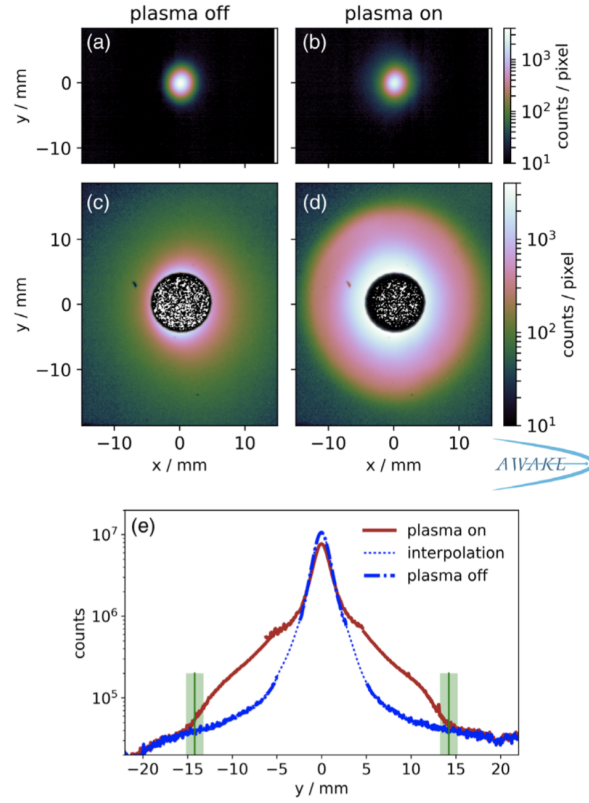 plasma off
plasma on
(a)
(b)
y / mm
0
−10
counts / pixel
10³
10²
10¹
(c)
(d)
y / mm
10
0
−10
counts / pixel
10³
10²
10¹
−10
0
10
−10
0
10
x / mm
x / mm
AWAKE
(e)
plasma on
interpolation
plasma off
counts
10⁷
10⁶
10⁵
−20
−15
−10
−5
0
5
10
15
20
y / mm